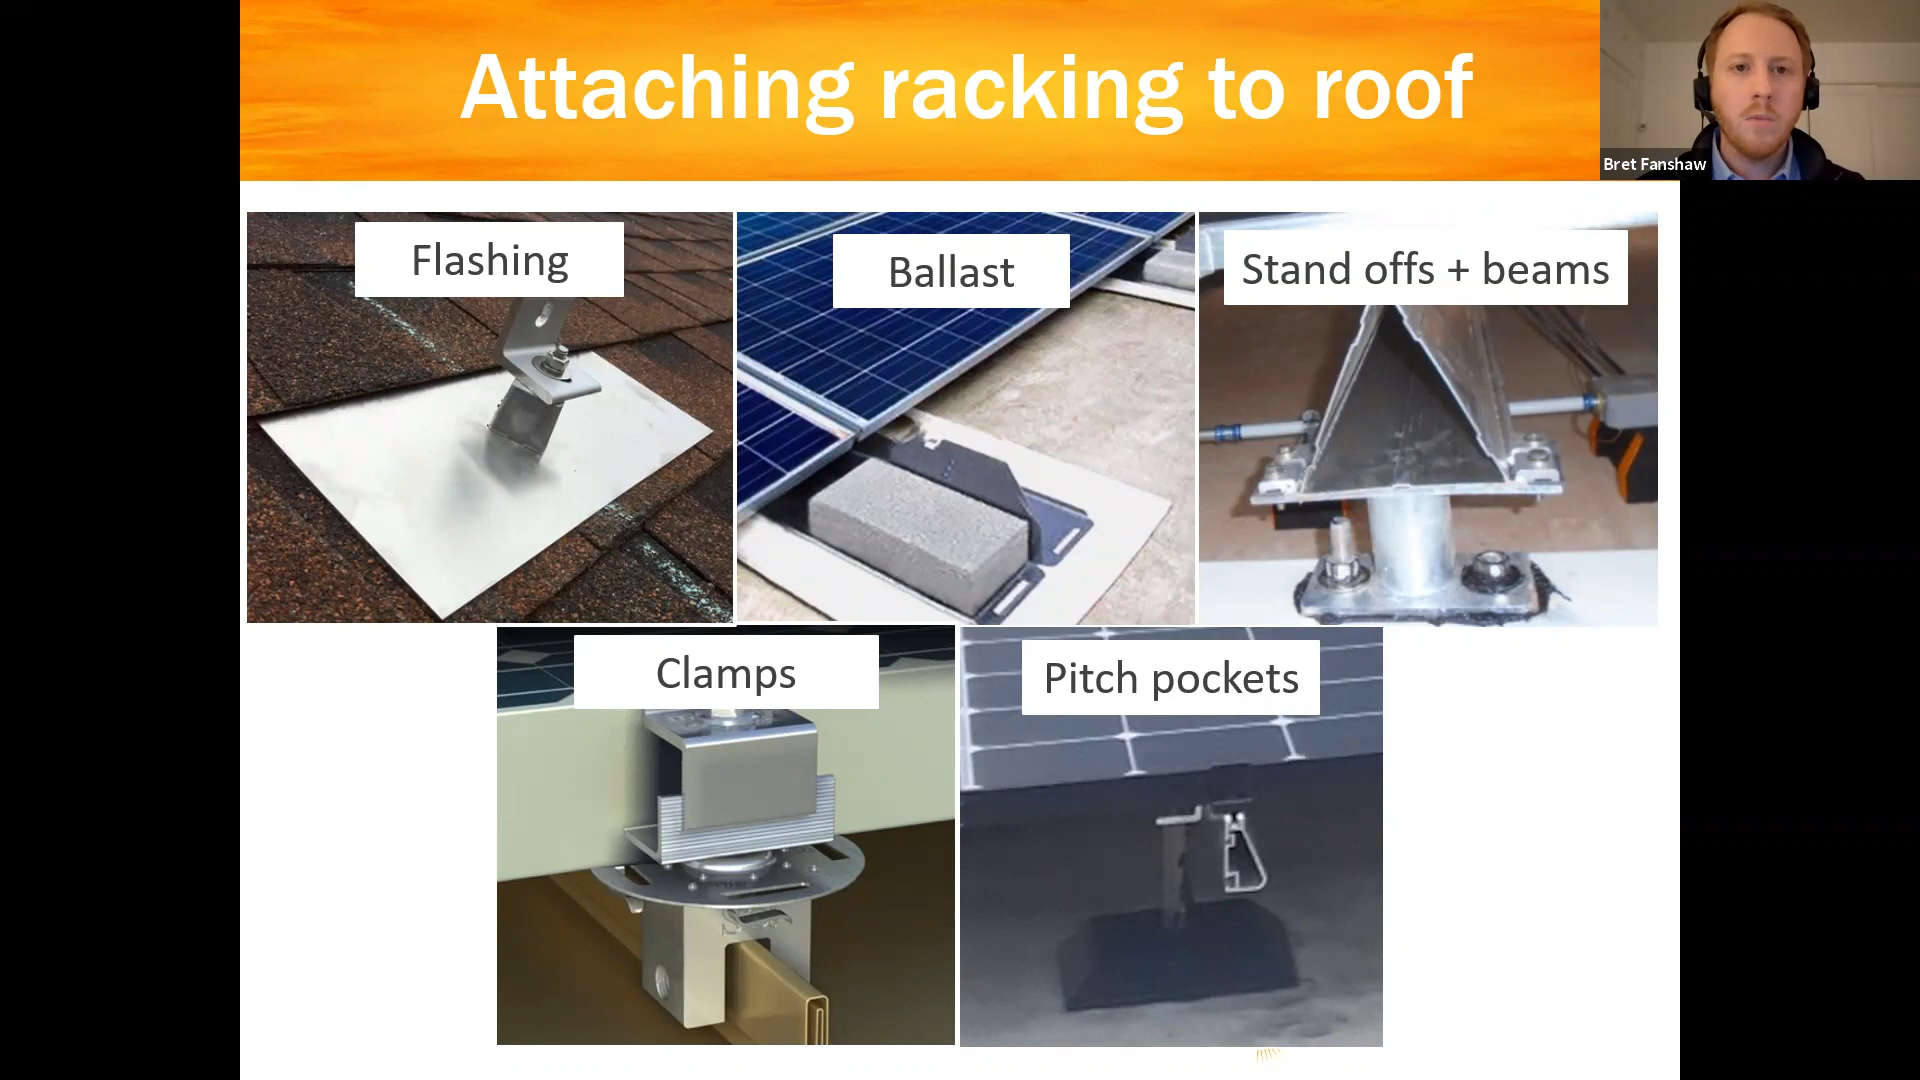 Attaching racking to roof
Bret Fanshaw
Flashing
Ballast
Stand offs + beams
Clamps
Pitch pockets